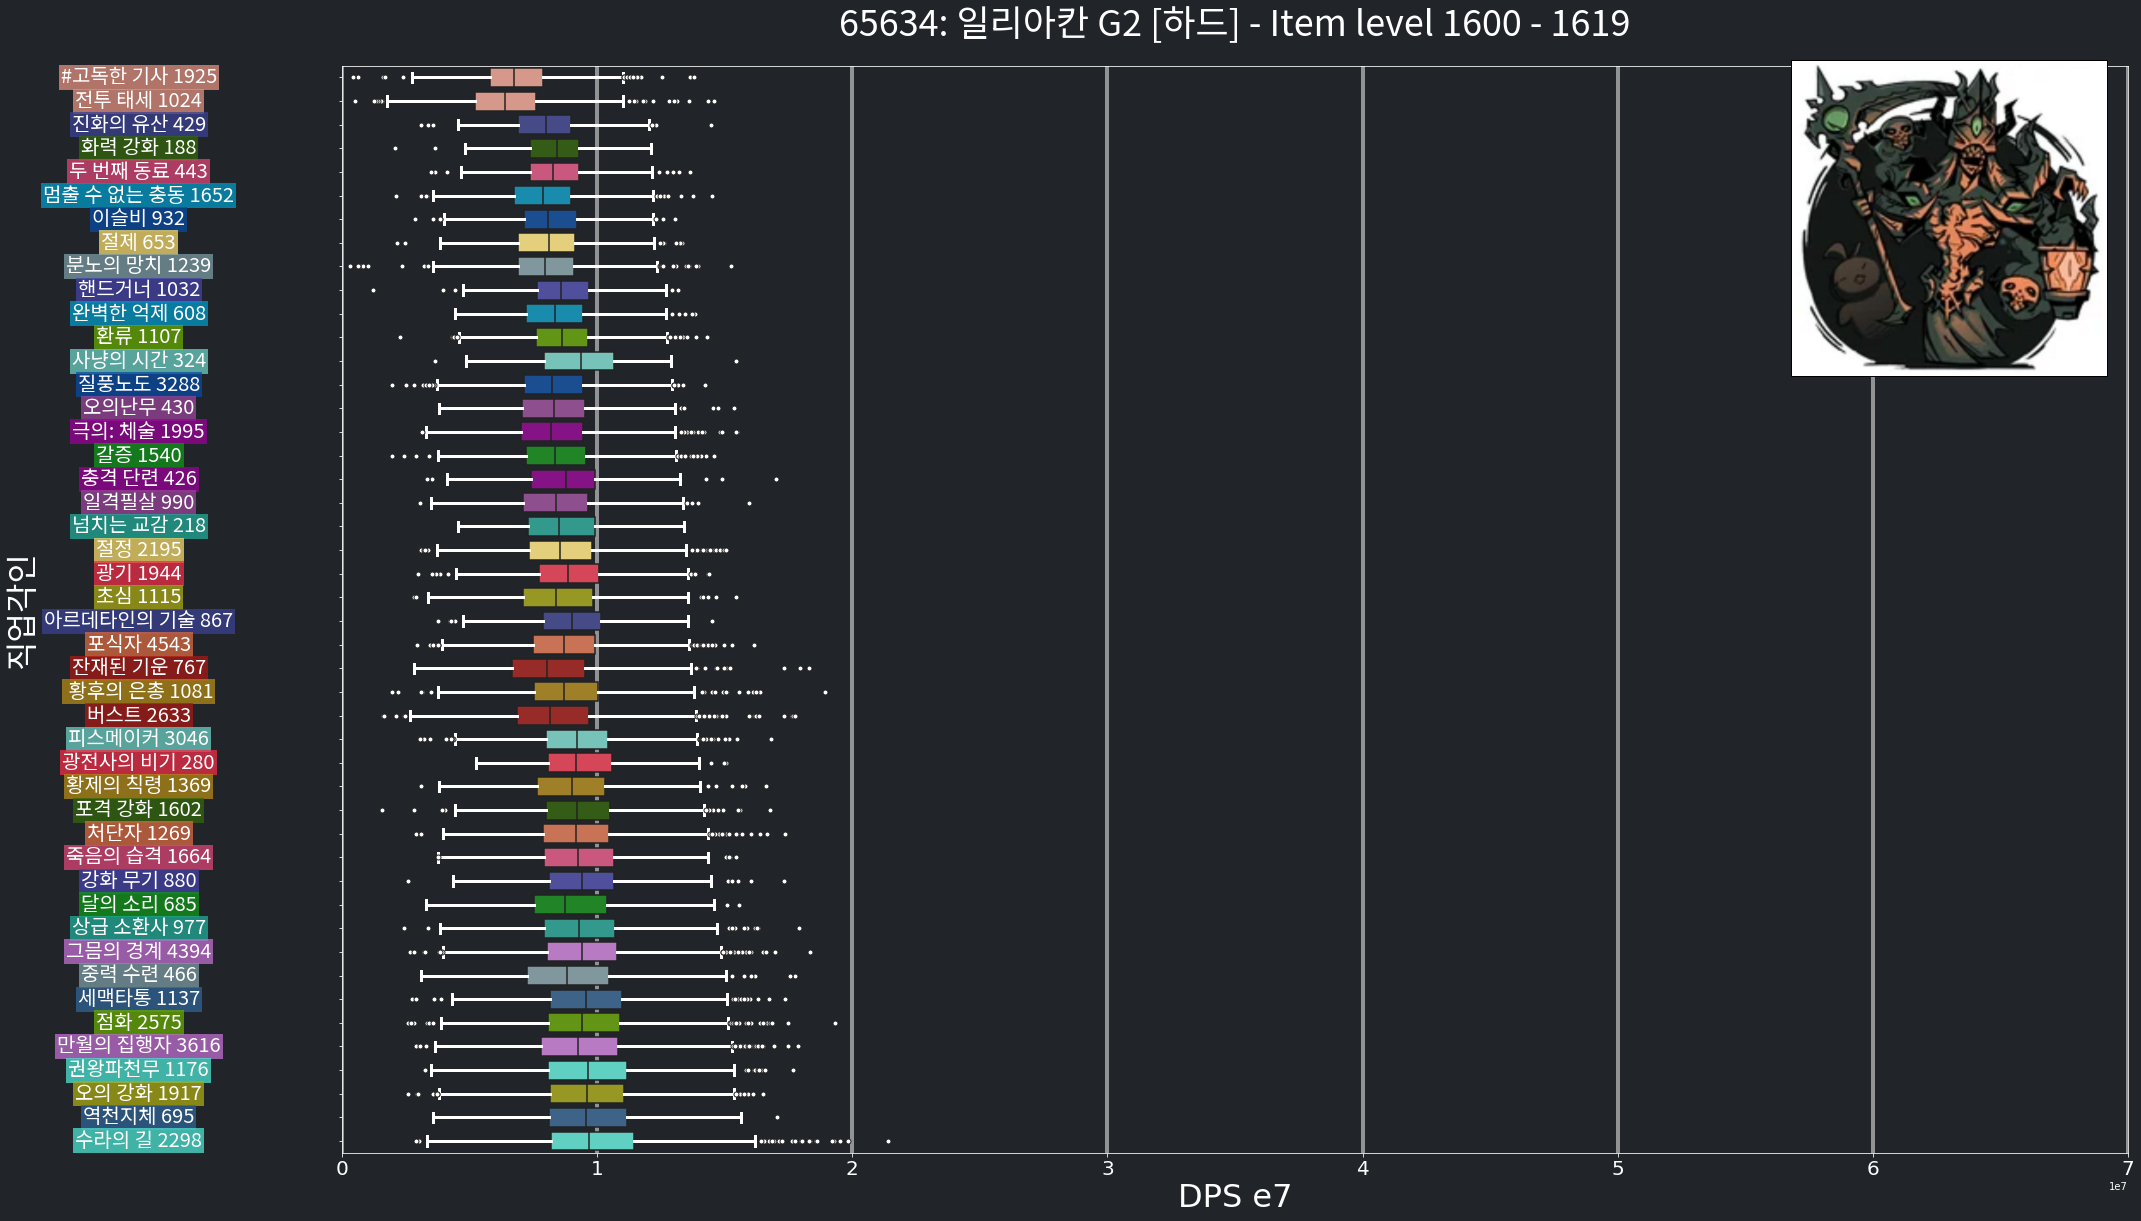 65634: 일리아칸 G2 [하드] - Item level 1600 - 1619
#고독한 기사 1925
전투 태세 1024
진화의 유산 429
화력 강화 188
두 번째 동료 443
멈출 수 없는 충동 1652
이슬비 932
절제 653
분노의 망치 1239
핸드거너 1032
완벽한 억제 608
환류 1107
사냥의 시간 324
질풍노도 3288
오의난무 430
극의: 체술 1995
갈증 1540
충격 단련 426
일격필살 990
넘치는 교감 218
절정 2195
광기 1944
초심 1115
아르데타인의 기술 867
포식자 4543
잔재된 기운 767
황후의 은총 1081
버스트 2633
피스메이커 3046
광전사의 비기 280
황제의 칙령 1369
포격 강화 1602
처단자 1269
죽음의 습격 1664
강화 무기 880
달의 소리 685
상급 소환사 977
그믐의 경계 4394
중력 수련 466
세맥타통 1137
점화 2575
만월의 집행자 3616
권왕파천무 1176
오의 강화 1917
역천지체 695
수라의 길 2298
직업각인
0 1 2 3 4 5 6 7
1e7
DPS e7